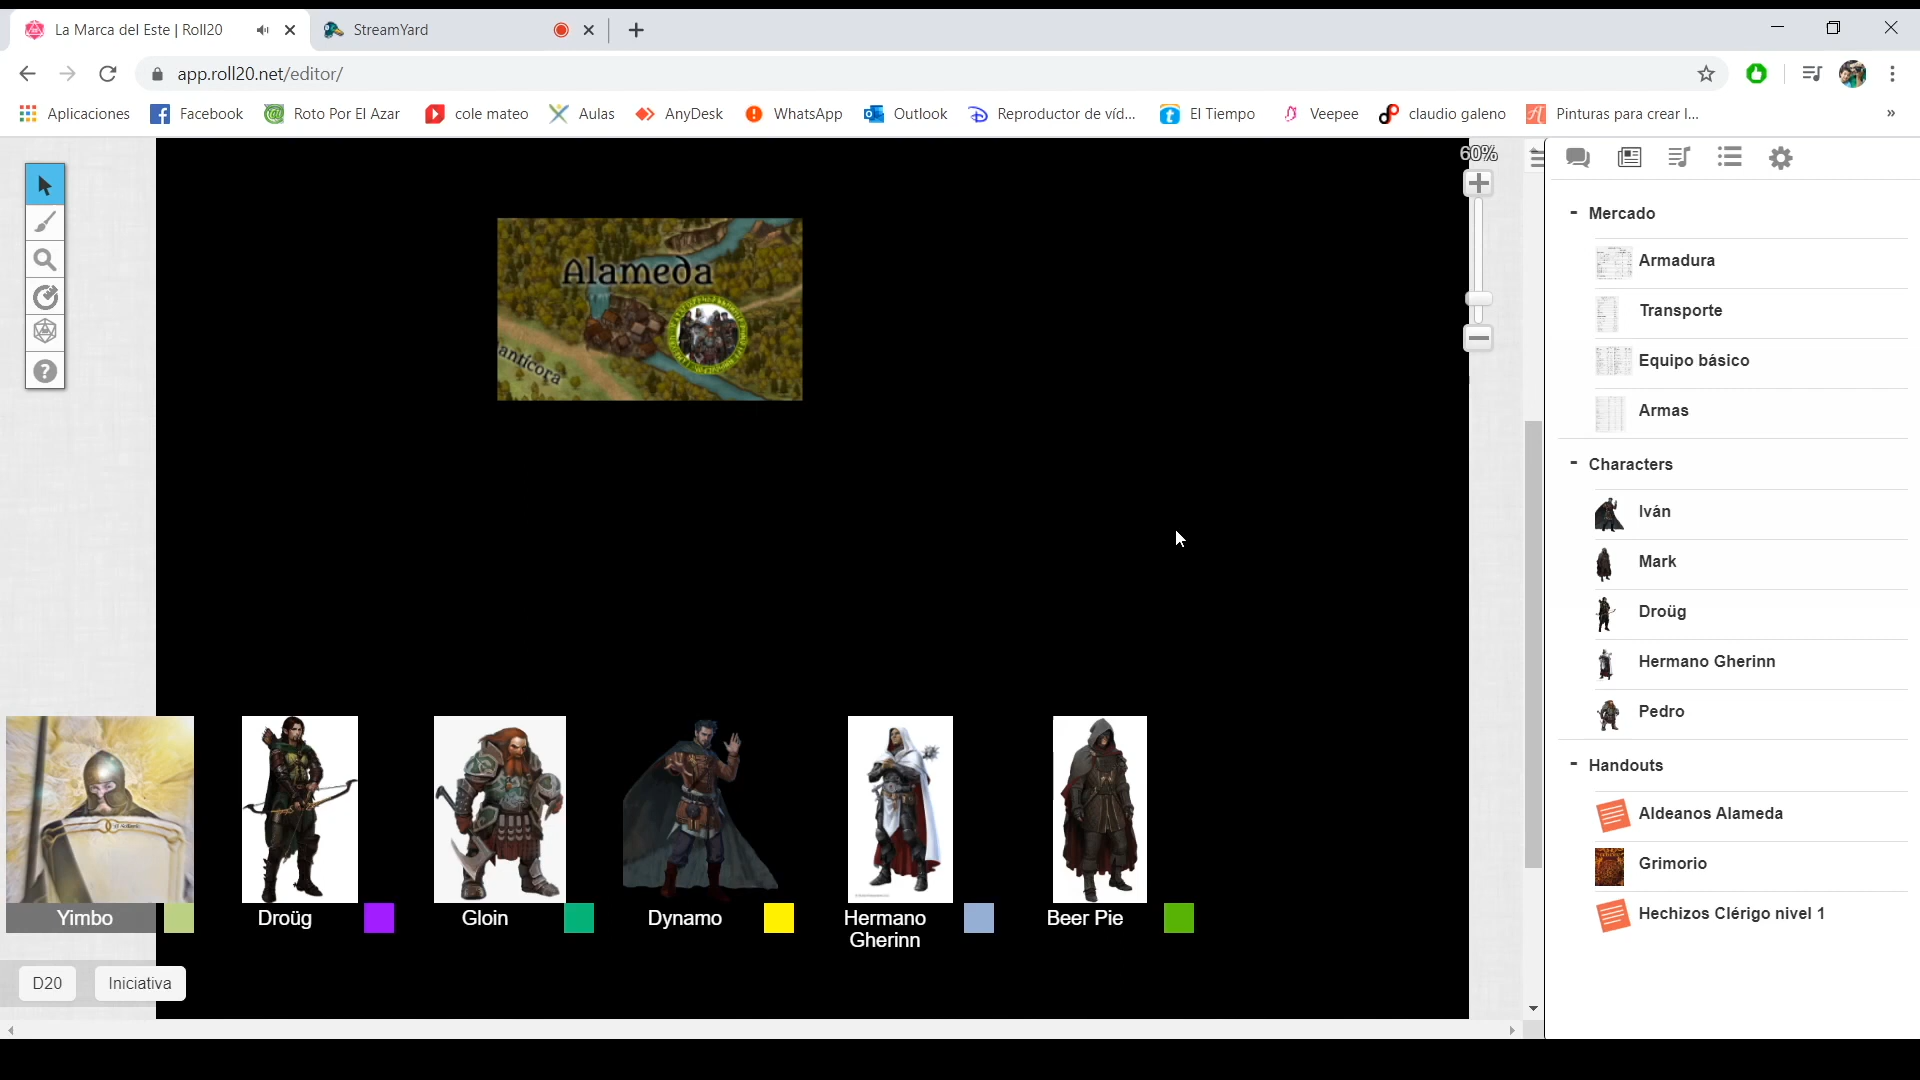 La Marca del Este | Roll20
StreamYard
app.roll20.net/editor/
Aplicaciones
Facebook
Roto Por El Azar
cole mateo
Aulas
AnyDesk
WhatsApp
Outlook
Reproductor de víd...
El Tiempo
Veepee
claudio galeno
Pinturas para crear l...
»
60%
Alameda
antícora
Yimbo
Droüg
Gloin
Dynamo
Hermano
Gherinn
Beer Pie
D20
Iniciativa
- Mercado
Armadura
Transporte
Equipo básico
Armas
- Characters
Iván
Mark
Droüg
Hermano Gherinn
Pedro
- Handouts
Aldeanos Alameda
Grimorio
Hechizos Clérigo nivel 1